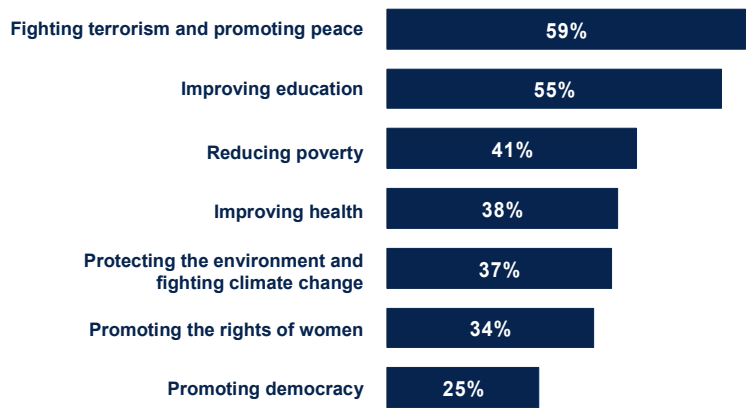 Fighting terrorism and promoting peace 59%
Improving education 55%
Reducing poverty 41%
Improving health 38%
Protecting the environment and
fighting climate change 37%
Promoting the rights of women 34%
Promoting democracy 25%